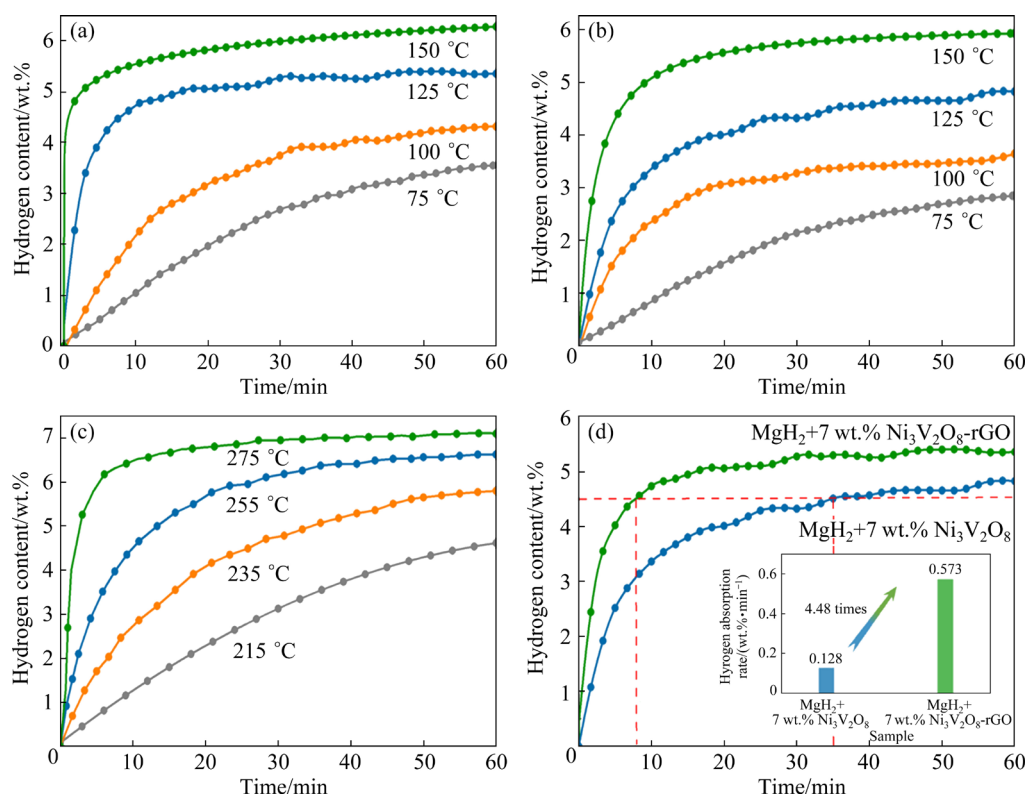 (a)
Hydrogen content/wt.%
6
5
4
3
2
1
0
150 °C
125 °C
100 °C
75 °C
0
10
20
30
40
50
60
Time/min
(b)
Hydrogen content/wt.%
6
5
4
3
2
1
0
150 °C
125 °C
100 °C
75 °C
10
20
30
40
50
60
Time/min
(c)
Hydrogen content/wt.%
7
6
5
4
3
2
1
0
275 °C
255 °C
235 °C
215 °C
10
20
30
40
50
60
Time/min
(d)
Hydrogen content/wt.%
6
5
4
3
2
1
0
MgH₂+7 wt.% Ni₃V₂O₈-rGO
MgH₂+7 wt.% Ni₃V₂O₈
Hyrogen absorption
rate/(wt.%·min⁻¹)
0.6
0.4
0.2
0
4.48 times
0.573
0.128
MgH₂+
7 wt.% Ni₃V₂O₈
MgH₂+
7 wt.% Ni₃V₂O₈-rGO
Sample
10
20
30
40
50
60
Time/min